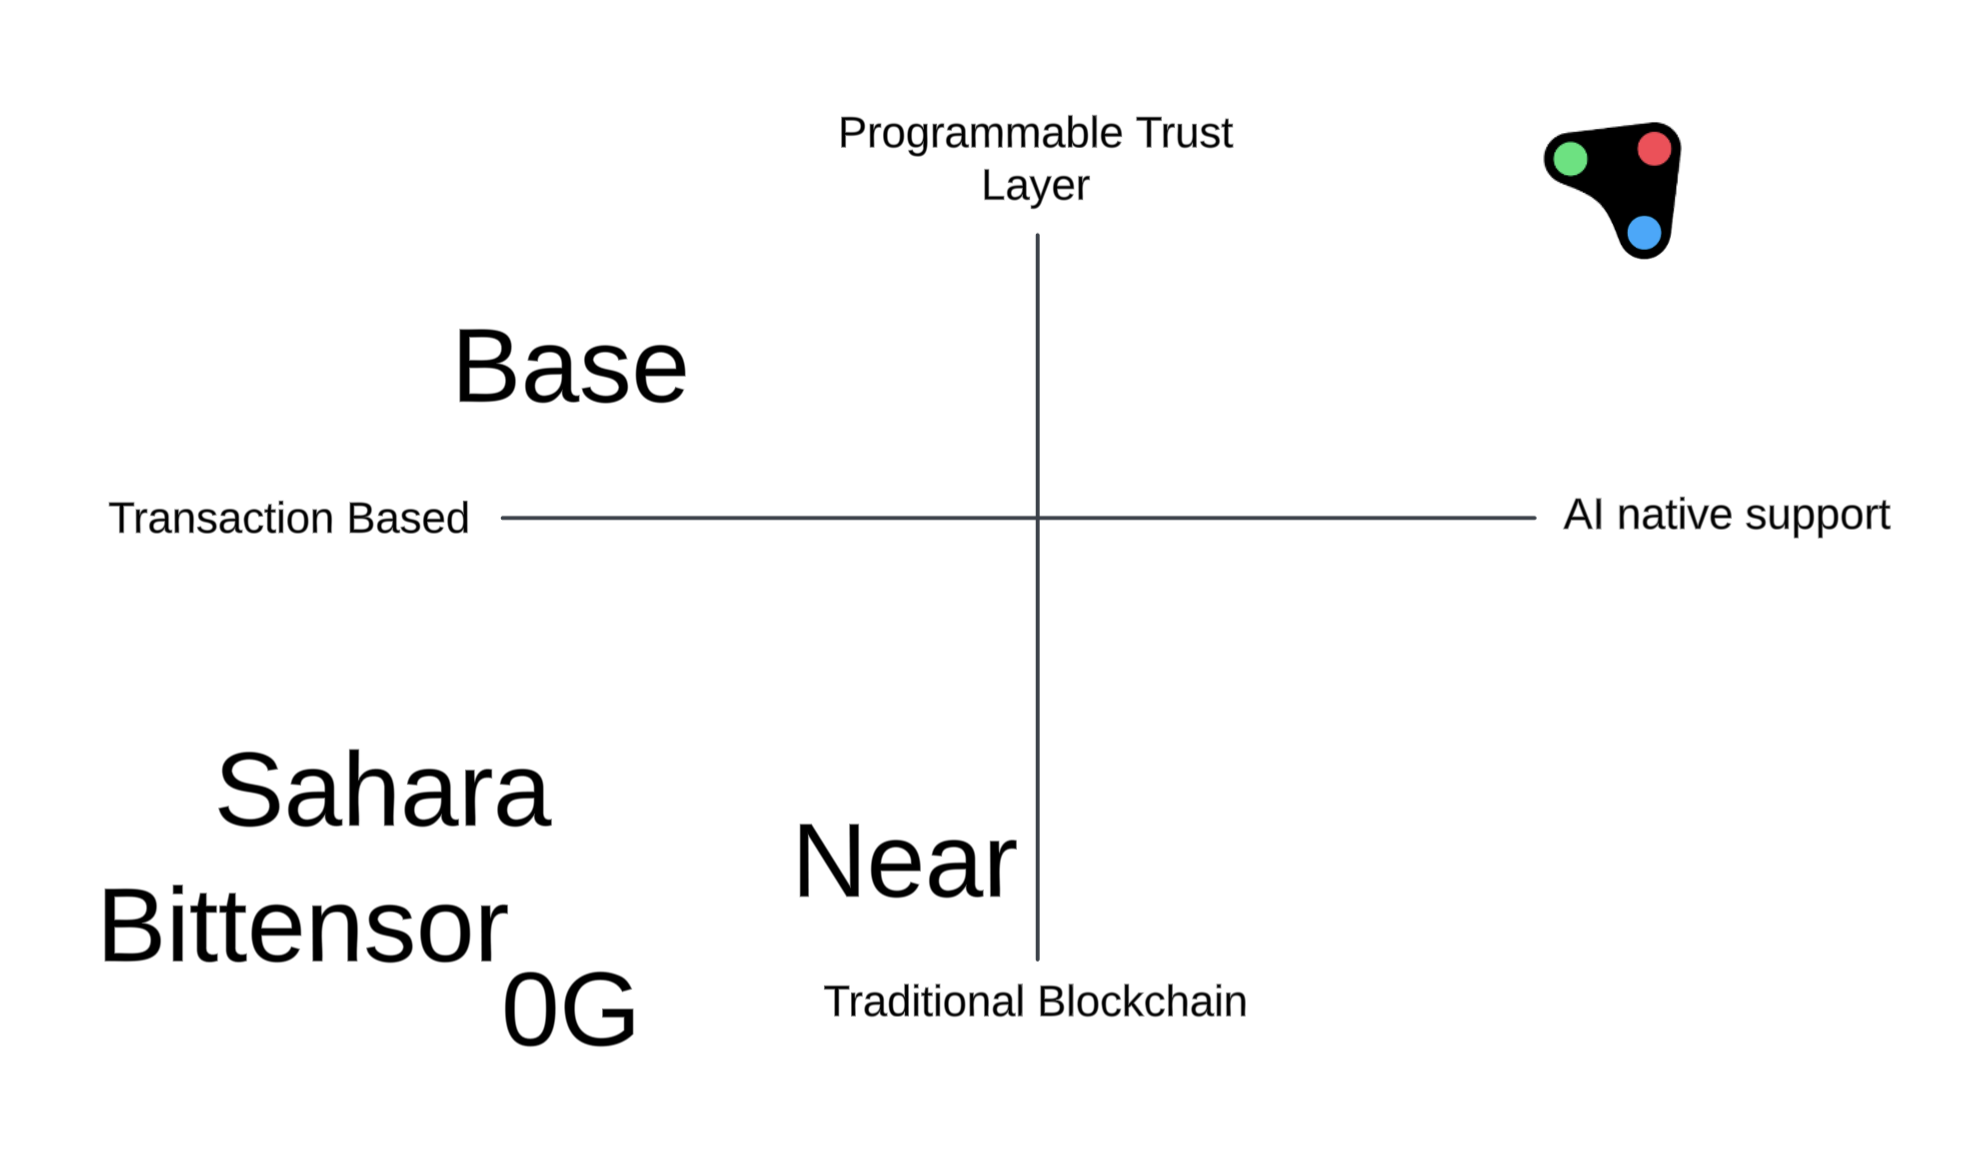 Programmable Trust
Layer
Base
Transaction Based
AI native support
Sahara
Near
Bittensor
0G
Traditional Blockchain